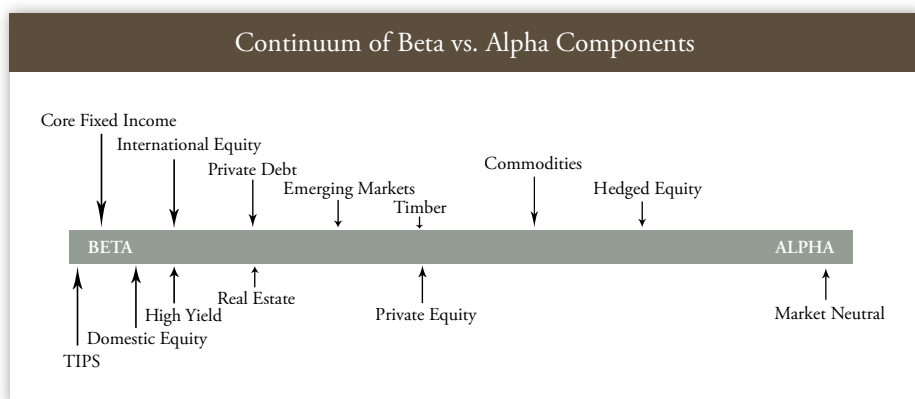 Continuum of Beta vs. Alpha Components
Core Fixed Income
International Equity
Private Debt
Commodities
Emerging Markets
Hedged Equity
Timber
BETA
ALPHA
Real Estate
High Yield
Private Equity
Market Neutral
Domestic Equity
TIPS